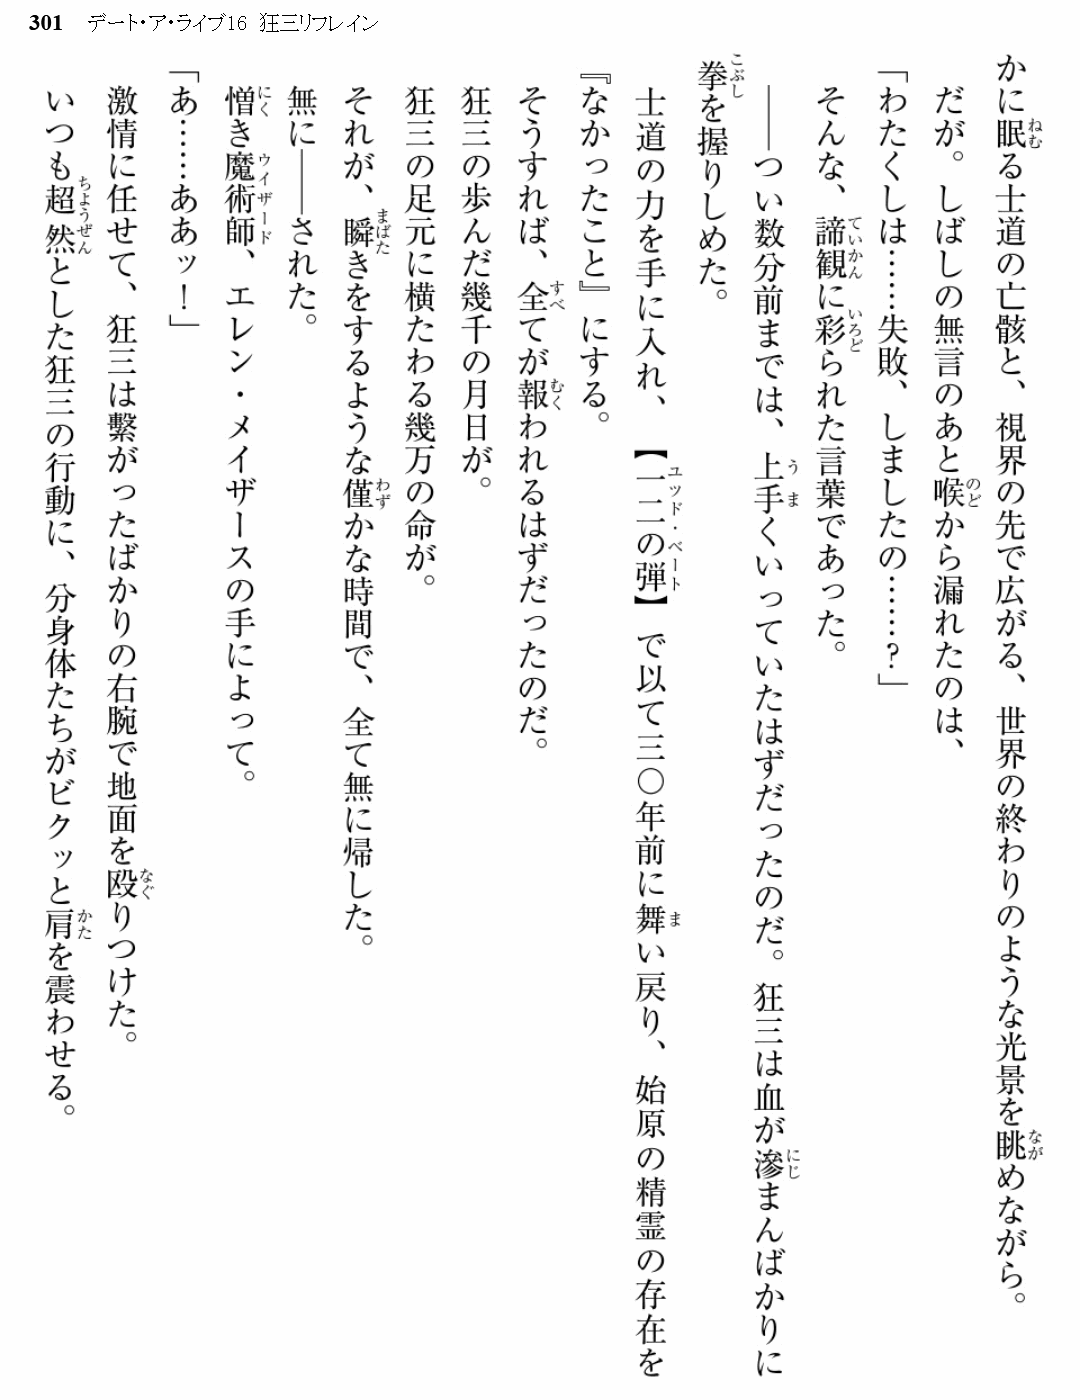 301 デート・ア・ライブ16 狂三リフレイン
かに眠る士道の亡骸と、視界の先で広がる、世界の終わりのような光景を眺めながら。
だが。しばしの無言のあと喉から漏れたのは、
「わたくしは……失敗、しましたの……?」
そんな、諦観に彩られた言葉であった。
――つい数分前までは、上手くいっていたはずだったのだ。狂三は血が滲まんばかりに
拳を握りしめた。
士道の力を手に入れ、【一二の弾】で以て三〇年前に舞い戻り、始原の精霊の存在を
『なかったこと』にする。
そうすれば、全てが報われるはずだったのだ。
狂三の歩んだ幾千の月日が。
狂三の足元に横たわる幾万の命が。
それが、瞬きをするような僅かな時間で、全て無に帰した。
無に――された。
憎き魔術師、エレン・メイザースの手によって。
「あ……ああッ!」
激情に任せて、狂三は繋がったばかりの右腕で地面を殴りつけた。
いつも超然とした狂三の行動に、分身体たちがビクッと肩を震わせる。